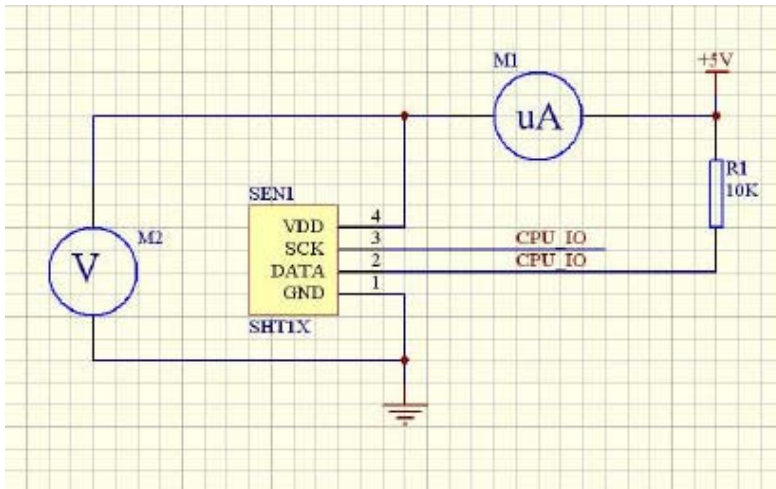 M1
+5V
uA
R1
10K
SEN1
VDD 4
SCK 3 CPU_IO
DATA 2 CPU_IO
GND 1
SHT1X
M2
V